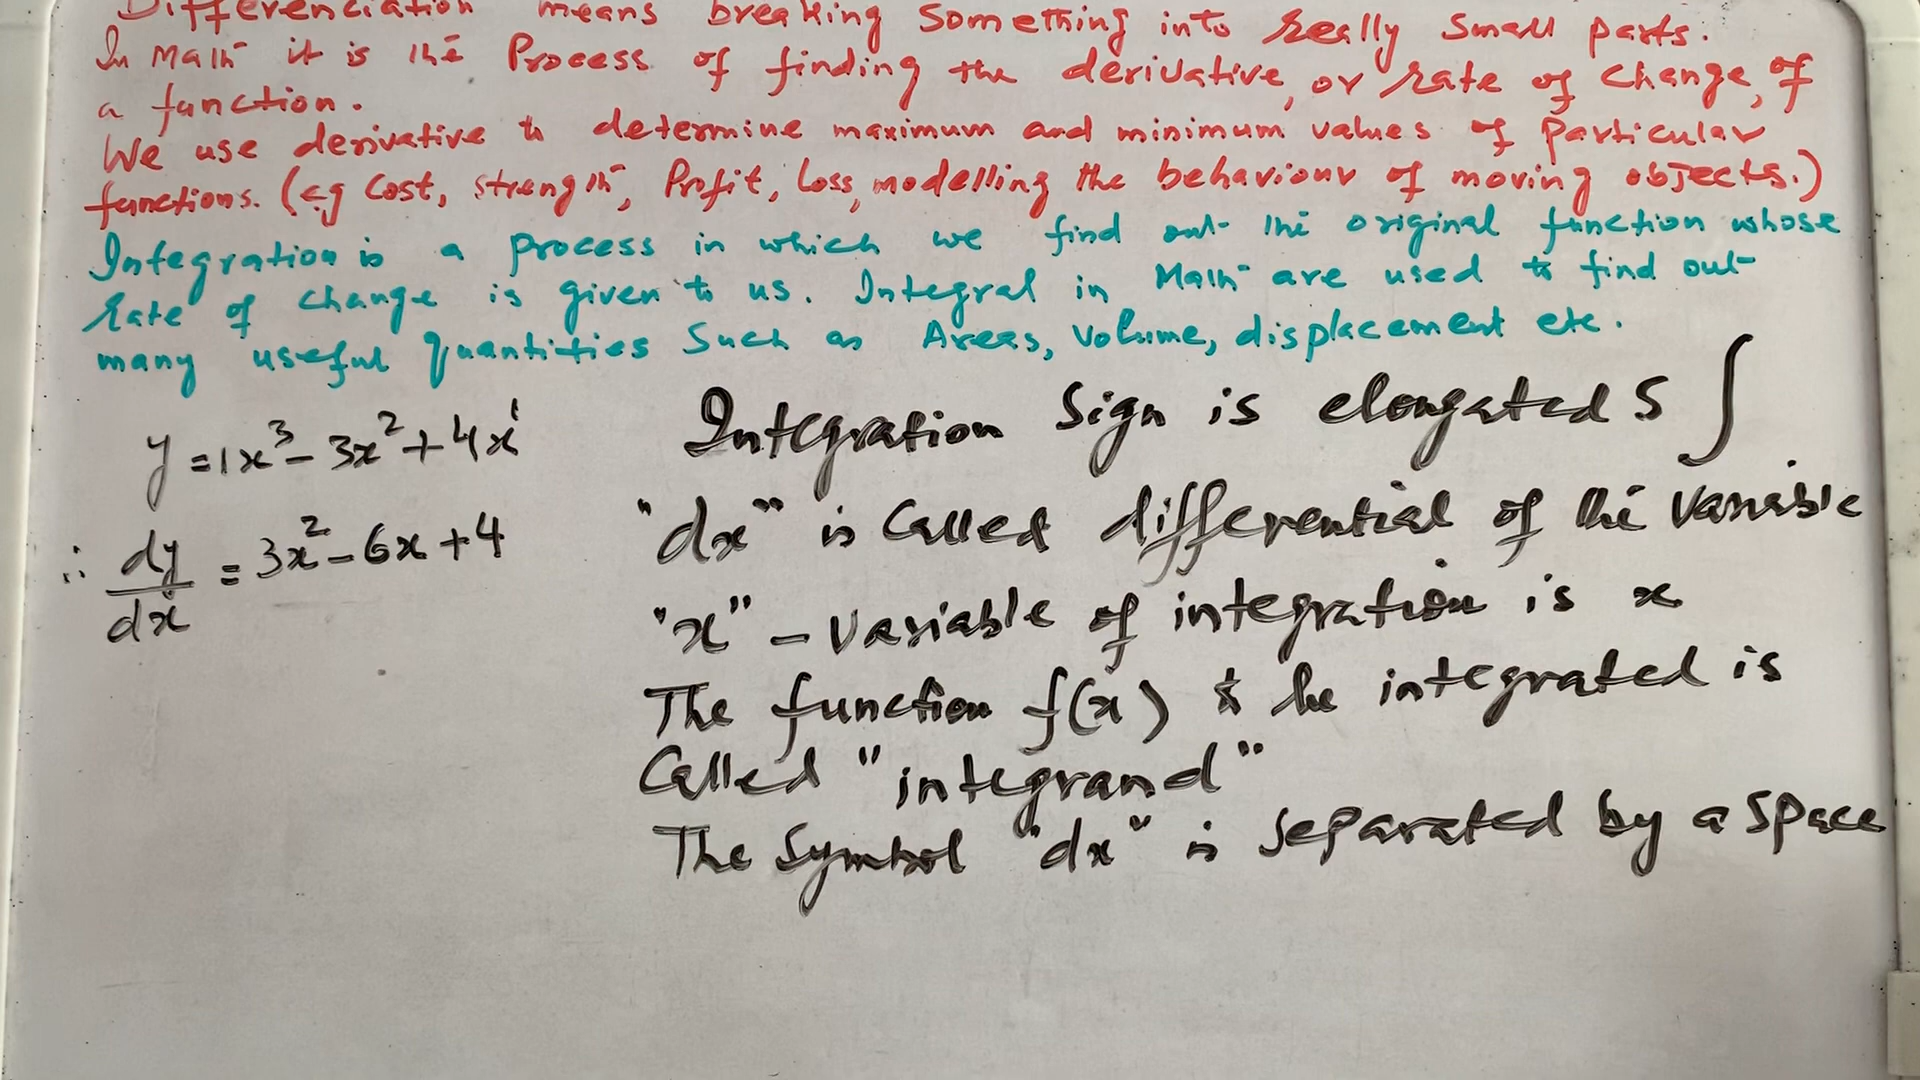 Differenciation means breaking something into really small parts.
In Math it is the Process of finding the derivative, or rate of change, of
a function.
We use derivative to determine maximum and minimum values of Particular
functions. (eg Cost, strength, Profit, Loss, modelling the behaviour of moving objects.)
Integration is a process in which we find out the original function whose
rate of change is given to us. Integral in Math are used to find out
many useful quantities such as Areas, Volume, displacement etc.
y = 1x³ - 3x² + 4x¹
∴ dy/dx = 3x² - 6x + 4
Integration Sign is elongated S ∫
"dx" is Called differential of the variable
"x" - variable of integration is x
The function f(x) to be integrated is
Called "integrand"
The Symbol "dx" is separated by a space